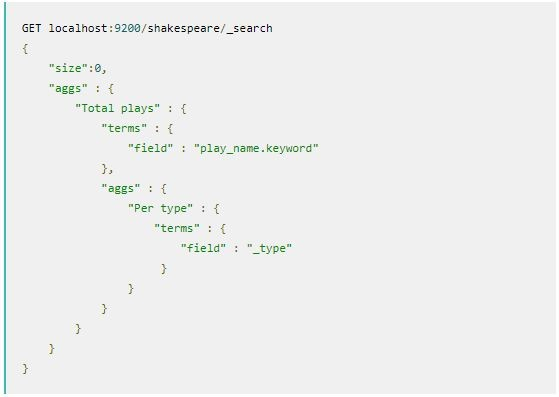 GET localhost:9200/shakespeare/_search
{
"size":0,
"aggs" : {
"Total plays" : {
"terms" : {
"field" : "play_name.keyword"
},
"aggs" : {
"Per type" : {
"terms" : {
"field" : "_type"
}
}
}
}
}
}